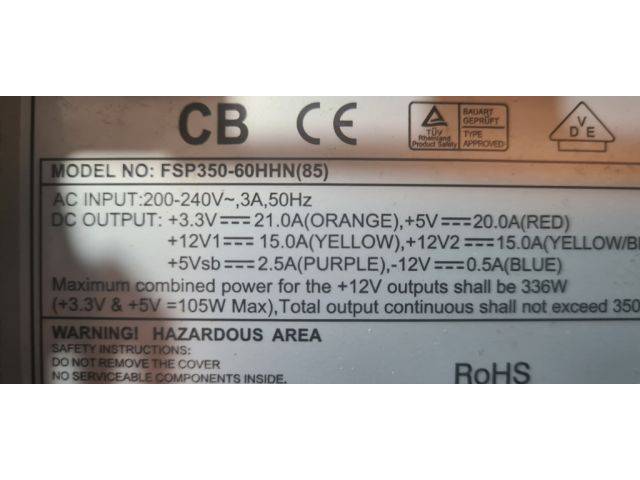 CB CE
TÜV
Rheinland
Product Safety
BAUART
GEPRÜFT
TYPE
APPROVED
VDE
MODEL NO: FSP350-60HHN(85)
AC INPUT:200-240V~,3A,50Hz
DC OUTPUT: +3.3V⎓21.0A(ORANGE),+5V⎓20.0A(RED)
+12V1⎓15.0A(YELLOW),+12V2⎓15.0A(YELLOW/
+5Vsb⎓2.5A(PURPLE),-12V⎓0.5A(BLUE)
Maximum combined power for the +12V outputs shall be 336W
(+3.3V & +5V =105W Max),Total output continuous shall not exceed 350
WARNING! HAZARDOUS AREA
SAFETY INSTRUCTIONS:
DO NOT REMOVE THE COVER
NO SERVICEABLE COMPONENTS INSIDE.
RoHS